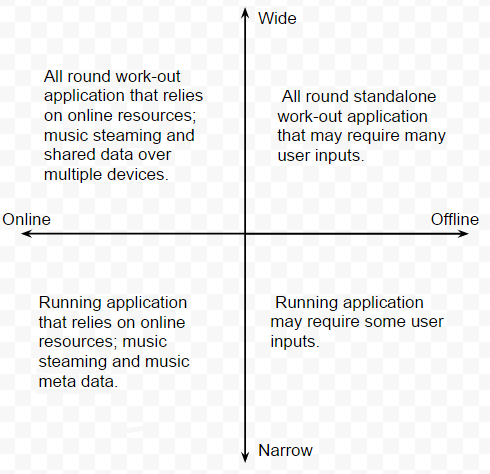 Wide
All round work-out
application that relies
on online resources;
music steaming and
shared data over
multiple devices.
All round standalone
work-out application
that may require many
user inputs.
Online
Offline
Running application
that relies on online
resources; music
steaming and music
meta data.
Running application
may require some user
inputs.
Narrow